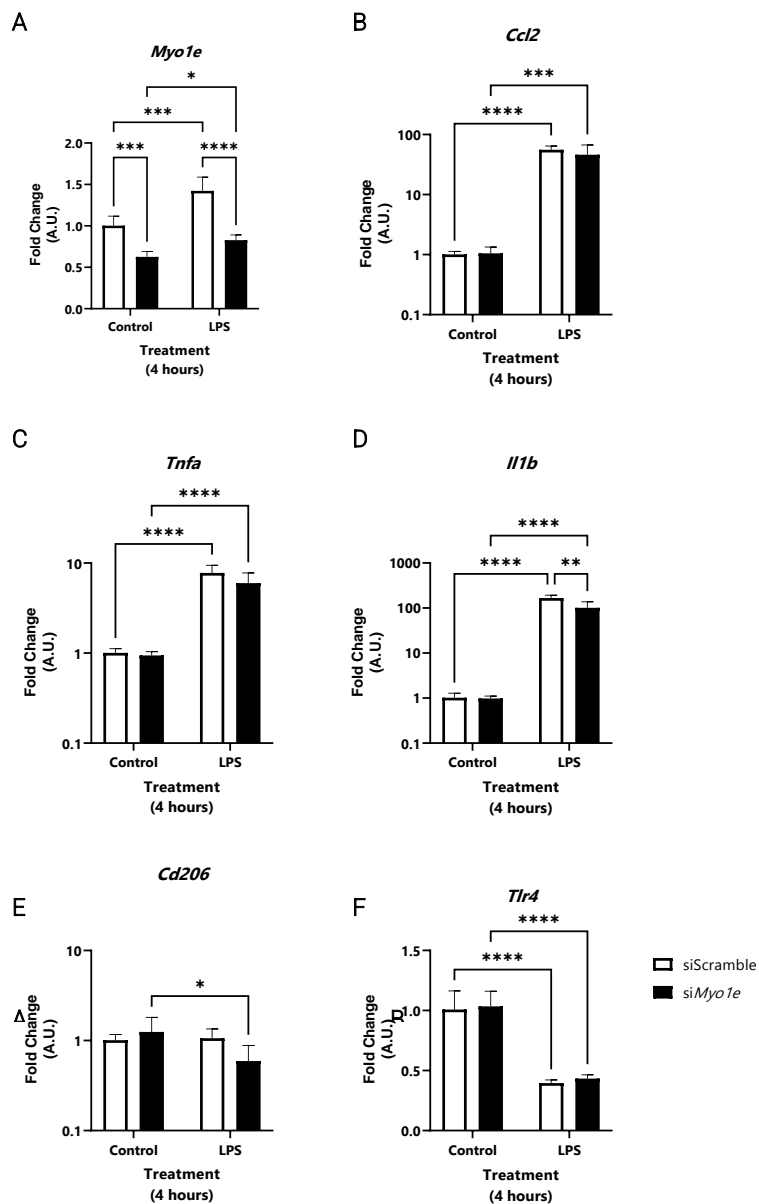 A
Myo1e
*
***
*** ****
Fold Change
(A.U.)
2.0
1.5
1.0
0.5
0.0
Control LPS
Treatment
(4 hours)
B
Ccl2
***
****
Fold Change
(A.U.)
100
10
1
0.1
Control LPS
Treatment
(4 hours)
C
Tnfa
****
****
Fold Change
(A.U.)
10
1
0.1
Control LPS
Treatment
(4 hours)
D
Il1b
****
**** **
Fold Change
(A.U.)
1000
100
10
1
0.1
Control LPS
Treatment
(4 hours)
E
Cd206
*
Fold Change
(A.U.)
10
1
0.1
Control LPS
Treatment
(4 hours)
F
Tlr4
****
****
Fold Change
(A.U.)
1.5
1.0
0.5
0.0
Control LPS
Treatment
(4 hours)
siScramble
siMyo1e